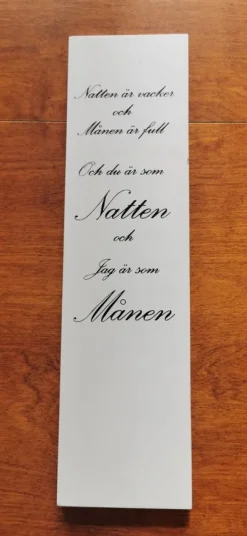 Natten är vacker
och
Månen är full
Och du är som
Natten
och
Jag är som
Månen